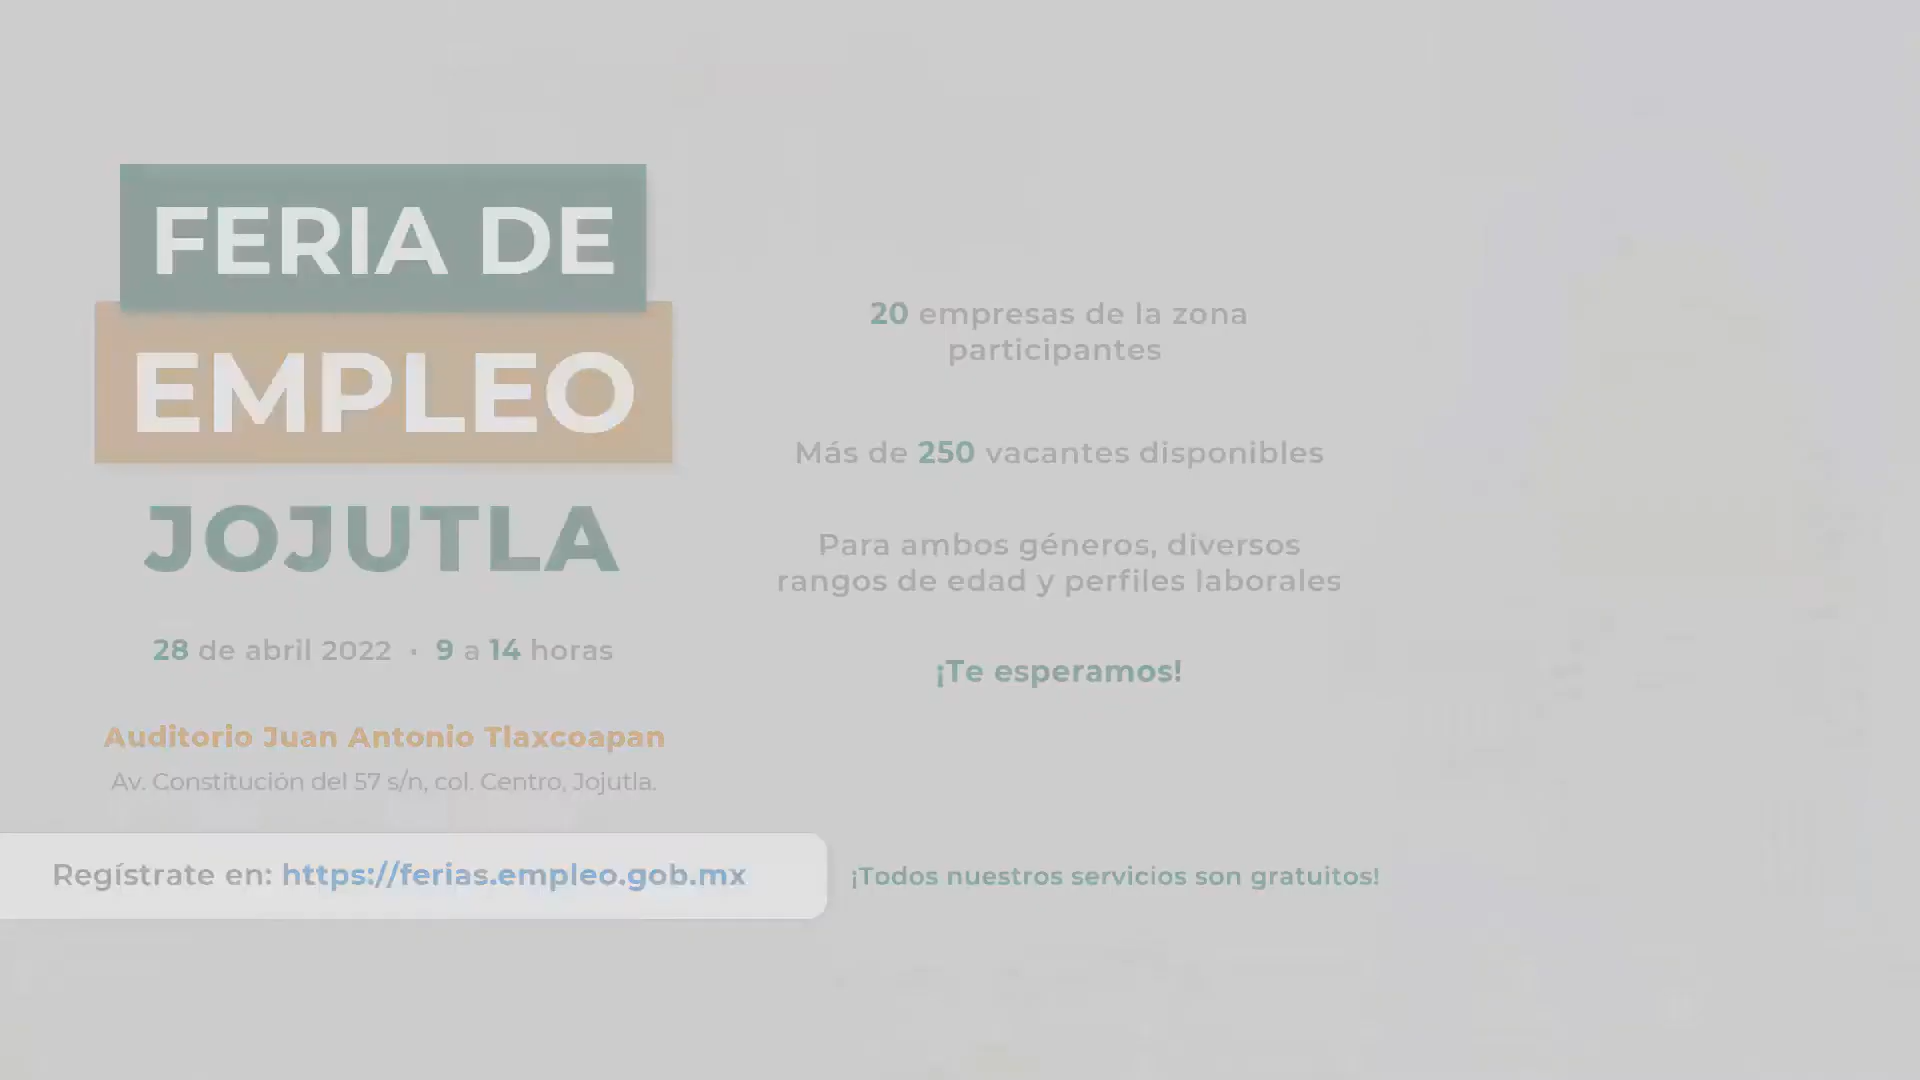 FERIA DE
EMPLEO
JOJUTLA
28 de abril 2022 · 9 a 14 horas
Auditorio Juan Antonio Tlaxcoapan
Av. Constitución del 57 s/n, col. Centro, Jojutla.
Regístrate en: https://ferias.empleo.gob.mx
20 empresas de la zona
participantes
Más de 250 vacantes disponibles
Para ambos géneros, diversos
rangos de edad y perfiles laborales
¡Te esperamos!
¡Todos nuestros servicios son gratuitos!